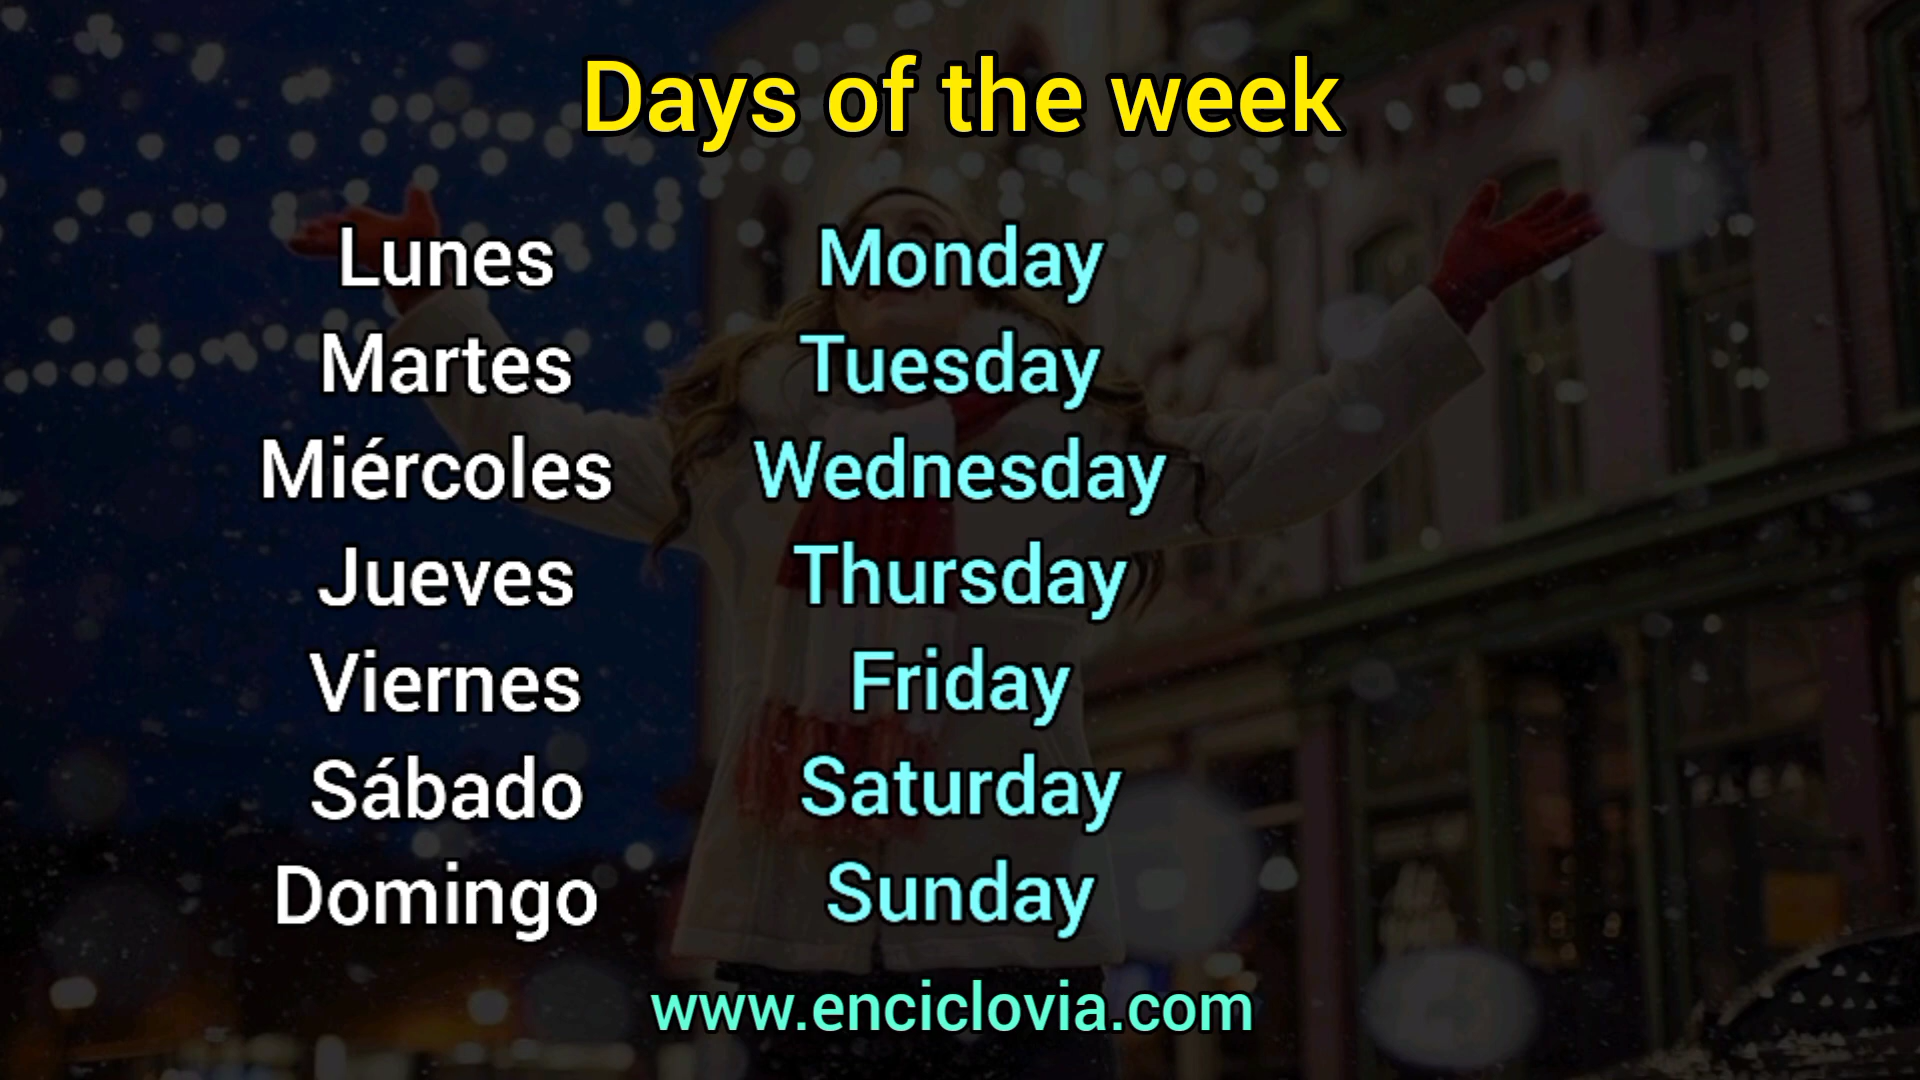 Days of the week
Lunes Monday
Martes Tuesday
Miércoles Wednesday
Jueves Thursday
Viernes Friday
Sábado Saturday
Domingo Sunday
www.enciclovia.com